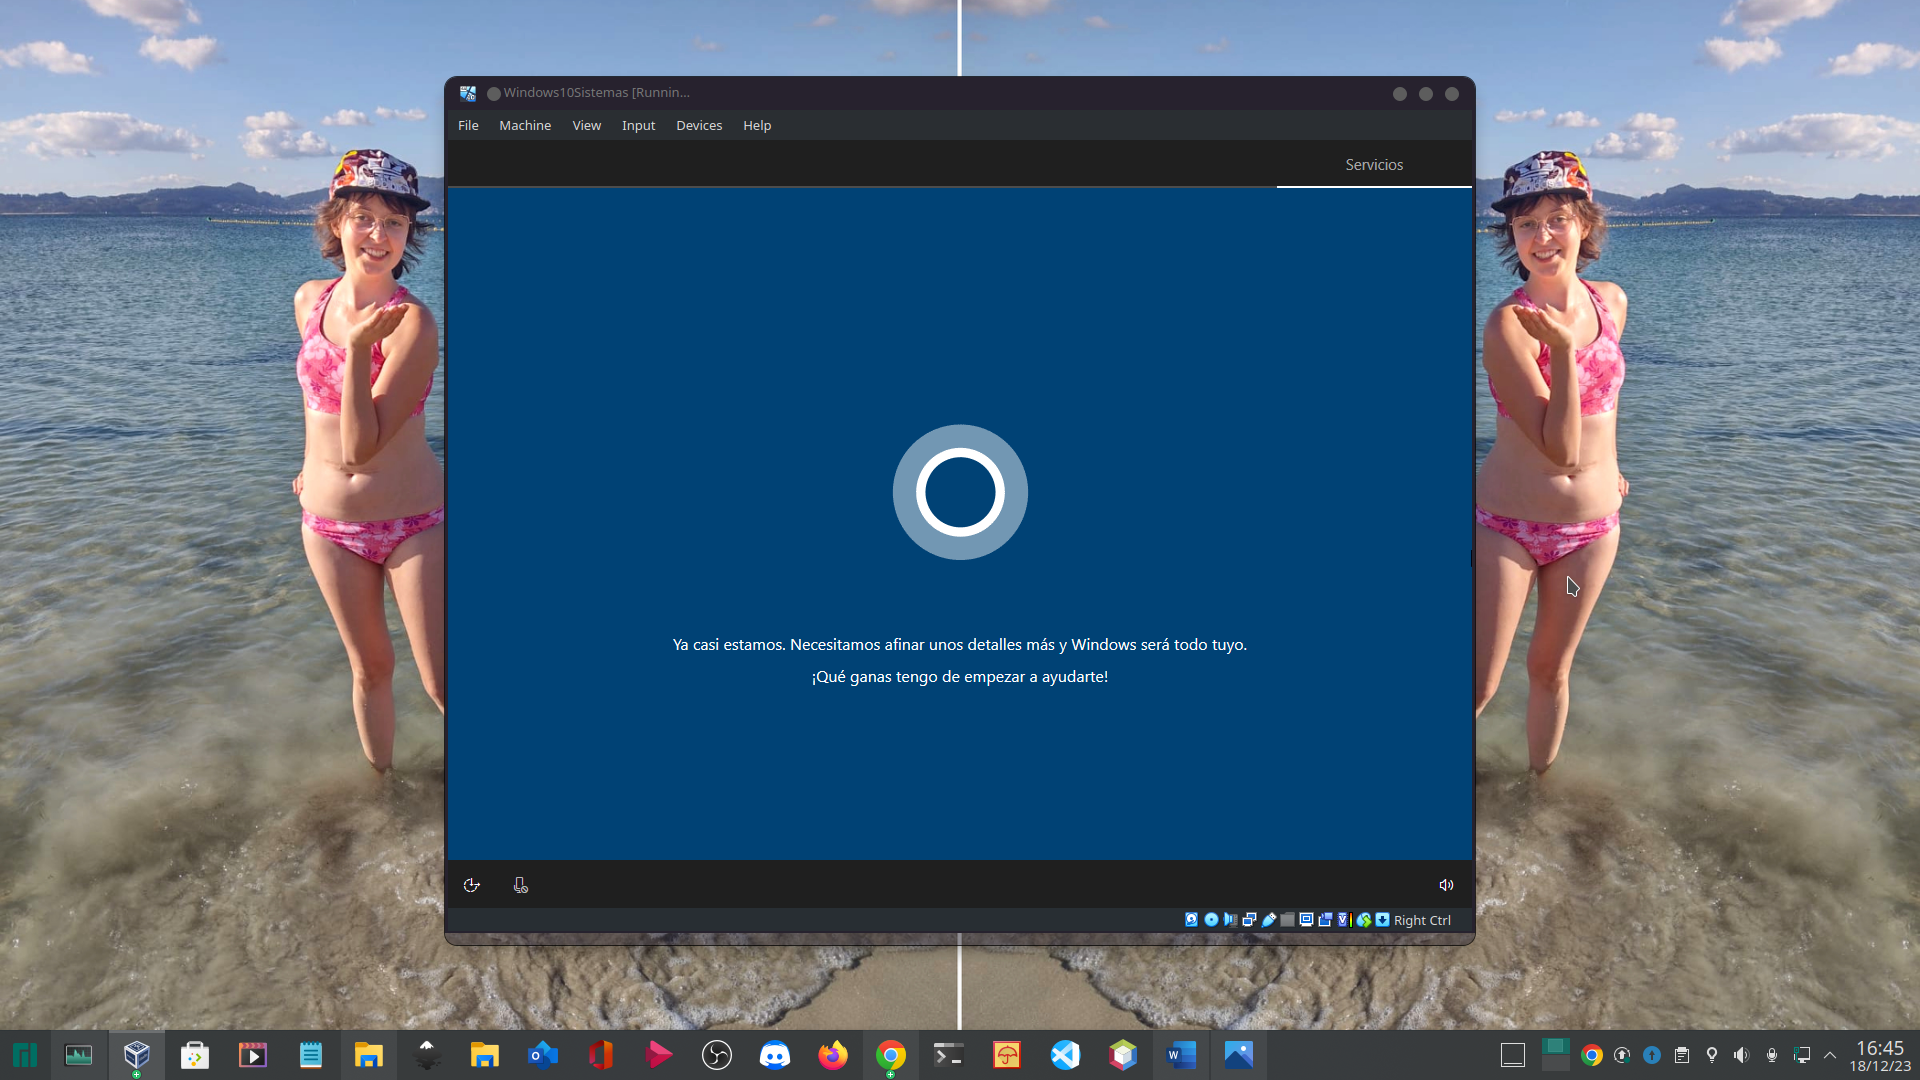 Windows10Sistemas [Runnin...
File Machine View Input Devices Help
Servicios
Ya casi estamos. Necesitamos afinar unos detalles más y Windows será todo tuyo.
¡Qué ganas tengo de empezar a ayudarte!
Right Ctrl
16:45
18/12/23